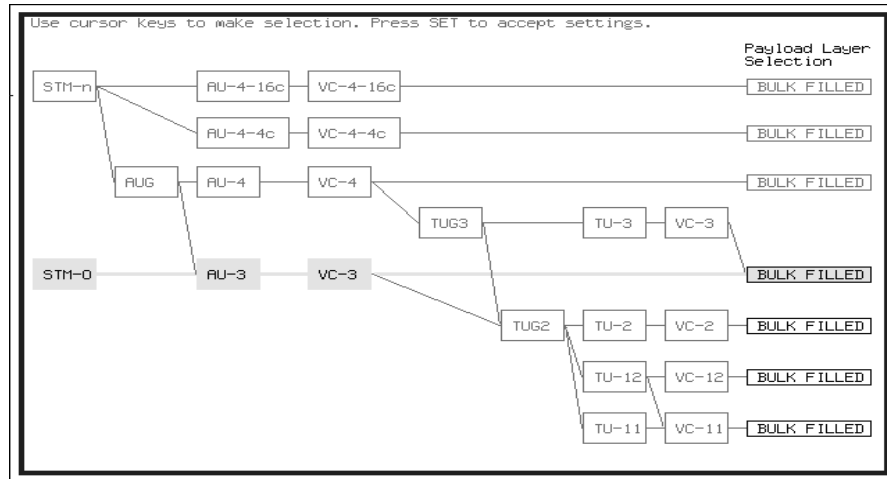 Use cursor keys to make selection. Press SET to accept settings.
Payload Layer
Selection
STM-n AU-4-16c VC-4-16c BULK FILLED
AU-4-4c VC-4-4c BULK FILLED
AUG AU-4 VC-4 BULK FILLED
TUG3 TU-3 VC-3
STM-0 AU-3 VC-3 BULK FILLED
TUG2 TU-2 VC-2 BULK FILLED
TU-12 VC-12 BULK FILLED
TU-11 VC-11 BULK FILLED